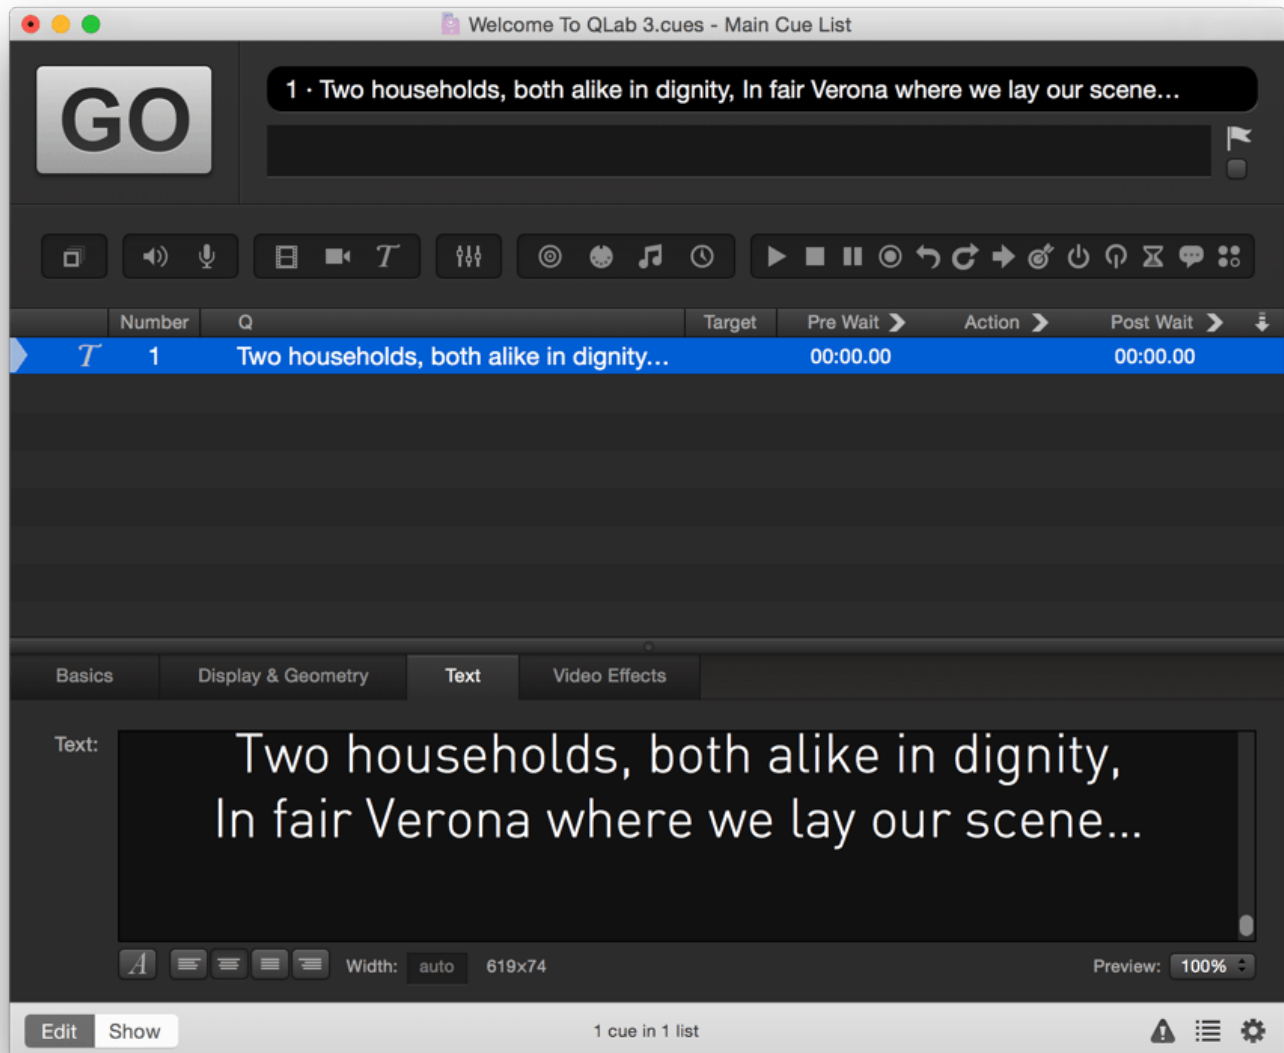 Welcome To QLab 3.cues - Main Cue List
GO
1 · Two households, both alike in dignity, In fair Verona where we lay our scene...
Number Q Target Pre Wait Action Post Wait
T 1 Two households, both alike in dignity... 00:00.00 00:00.00
Basics Display & Geometry Text Video Effects
Text:
Two households, both alike in dignity,
In fair Verona where we lay our scene...
A Width: auto 619x74 Preview: 100%
Edit Show 1 cue in 1 list